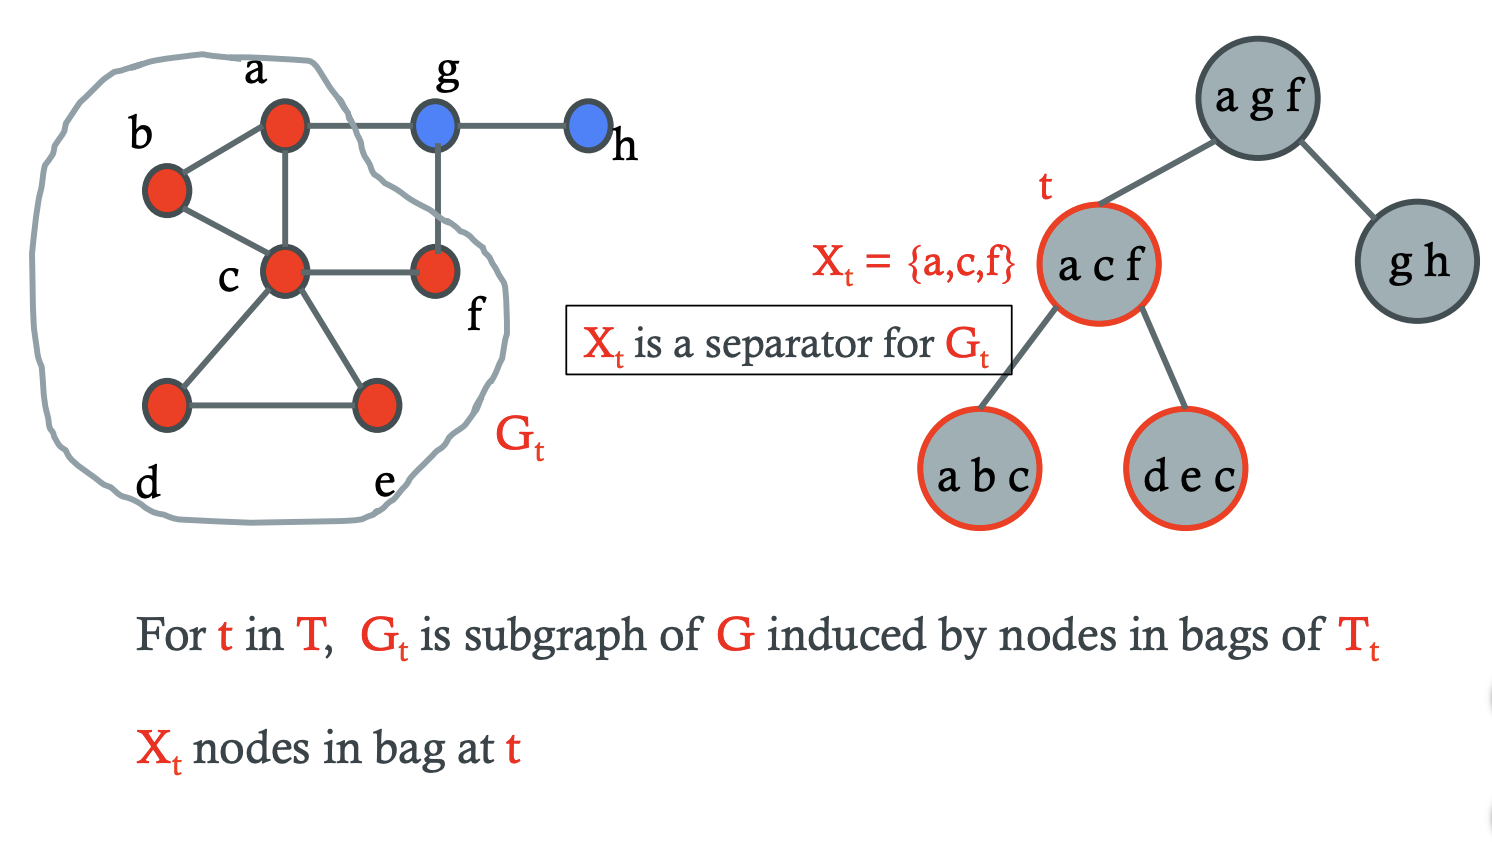 a
g
b
h
c
f
d
e
G_t
a g f
t
X_t = {a,c,f}
a c f
g h
X_t is a separator for G_t
a b c
d e c
For t in T, G_t is subgraph of G induced by nodes in bags of T_t
X_t nodes in bag at t